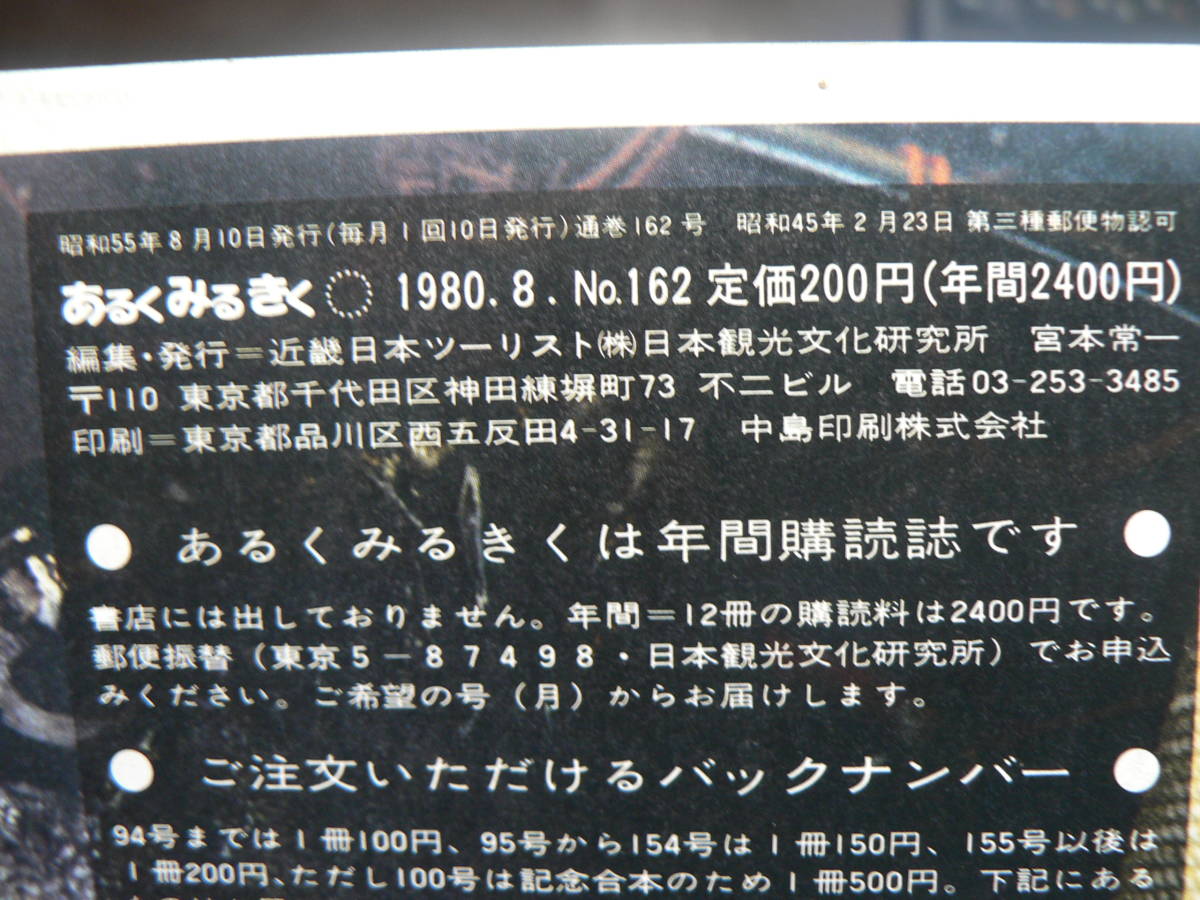 昭和55年8月10日発行(毎月1回10日発行)通巻162号 昭和45年2月23日 第三種郵便物認可
あるくみるきく 1980.8. No.162 定価200円(年間2400円)
編集・発行=近畿日本ツーリスト㈱日本観光文化研究所 宮本常一
〒110 東京都千代田区神田練塀町73 不二ビル 電話03-253-3485
印刷=東京都品川区西五反田4-31-17 中島印刷株式会社
● あるくみるきくは年間購読誌です ●
書店には出しておりません。年間=12冊の購読料は2400円です。
郵便振替(東京5-87498・日本観光文化研究所)でお申込
みください。ご希望の号(月)からお届けします。
● ご注文いただけるバックナンバー ●
94号までは1冊100円、95号から154号は1冊150円、155号以後は
1冊200円、ただし100号は記念合本のため1冊500円。下記にある